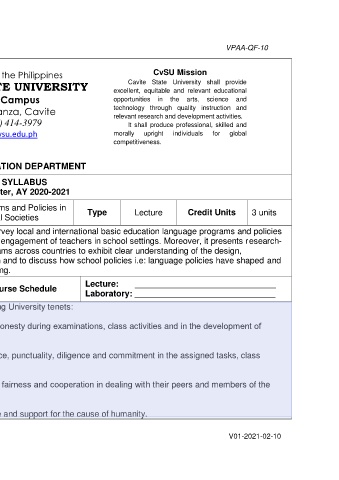 VPAA-QF-10
the Philippines
TE UNIVERSITY
Campus
anza, Cavite
) 414-3979
vsu.edu.ph
CvSU Mission
Cavite State University shall provide
excellent, equitable and relevant educational
opportunities in the arts, science and
technology through quality instruction and
relevant research and development activities.
It shall produce professional, skilled and
morally upright individuals for global
competitiveness.
ATION DEPARTMENT
SYLLABUS
ter, AY 2020-2021
ms and Policies in
l Societies
Type
Lecture
Credit Units
3 units
vey local and international basic education language programs and policies
engagement of teachers in school settings. Moreover, it presents research-
ams across countries to exhibit clear understanding of the design,
and to discuss how school policies i.e: language policies have shaped and
mg.
urse Schedule
Lecture:
Laboratory:
ng University tenets:
onesty during examinations, class activities and in the development of
ce, punctuality, diligence and commitment in the assigned tasks, class
fairness and cooperation in dealing with their peers and members of the
e and support for the cause of humanity.
V01-2021-02-10